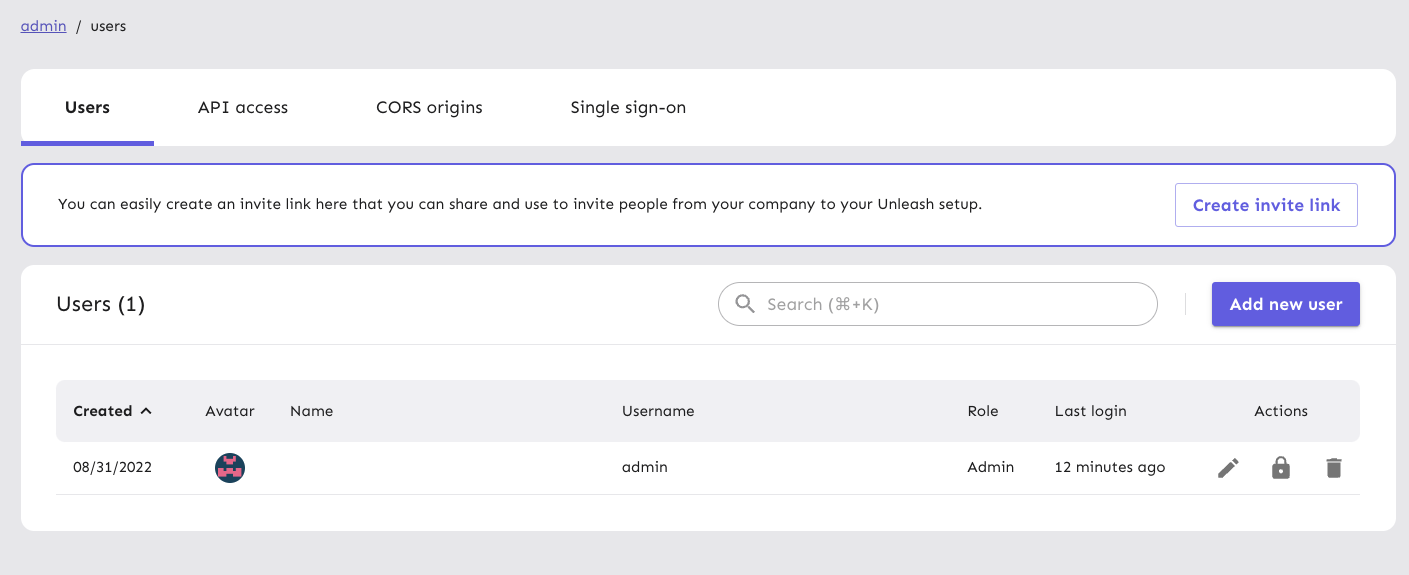 admin / users
Users API access CORS origins Single sign-on
You can easily create an invite link here that you can share and use to invite people from your company to your Unleash setup. Create invite link
Users (1) Search (⌘+K) Add new user
Created Avatar Name Username Role Last login Actions
08/31/2022 admin Admin 12 minutes ago